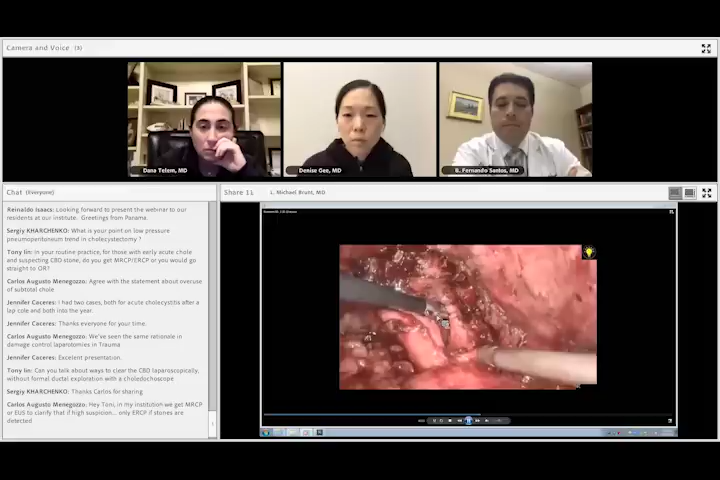 Camera and Voice (3)
Dana Telem, MD
Denise Gee, MD
B. Fernando Santos, MD
Chat (Everyone)
Share 11
L. Michael Brunt, MD
Reinaldo Isaacs: Looking forward to present the webinar to our
residents at our institute. Greetings from Panama.
Sergiy KHARCHENKO: What is your point on low pressure
pneumoperitoneum trend in cholecystectomy ?
Tony lin: in your routine practice, for those with early acute chole
and suspecting CBD stone, do you get MRCP/ERCP or you would go
straight to OR?
Carlos Augusto Menegozzo: Agree with the statement about overuse
of subtotal chole
Jennifer Caceres: I had two cases, both for acute cholecystitis after a
lap cole and both into the year.
Jennifer Caceres: Thanks everyone for your time.
Carlos Augusto Menegozzo: We've seen the same rationale in
damage control laparotomies in Trauma
Jennifer Caceres: Excelent presentation.
Tony lin: Can you talk about ways to clear the CBD laparoscopically,
without formal ductal exploration with a choledochoscope
Sergiy KHARCHENKO: Thanks Carlos for sharing
Carlos Augusto Menegozzo: Hey Toni, in my institution we get MRCP
or EUS to clarify that if high suspicion... only ERCP if stones are
detected